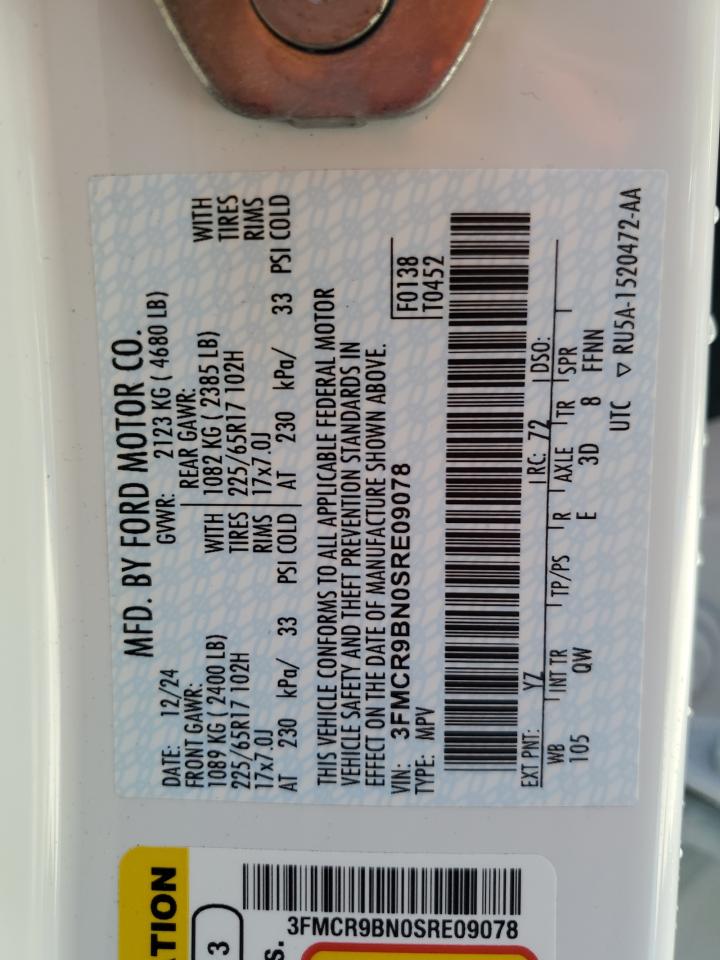 MFD. BY FORD MOTOR CO.
DATE: 12/24 GVWR: 2123 KG ( 4680 LB)
FRONT GAWR: REAR GAWR:
1089 KG ( 2400 LB) WITH 1082 KG ( 2385 LB) WITH
225/65R17 102H TIRES 225/65R17 102H TIRES
17x7.0J RIMS 17x7.0J RIMS
AT 230 kPa/ 33 PSI COLD AT 230 kPa/ 33 PSI COLD
THIS VEHICLE CONFORMS TO ALL APPLICABLE FEDERAL MOTOR
VEHICLE SAFETY AND THEFT PREVENTION STANDARDS IN
EFFECT ON THE DATE OF MANUFACTURE SHOWN ABOVE.
VIN: 3FMCR9BN0SRE09078 F0138
TYPE: MPV T0452
EXT PNT: YZ RC: 72 DSO:
WB INT TR TP/PS R AXLE TR SPR
105 QW E 3D 8 FFNN
UTC ▽ RU5A-1520472-AA
TION
3
s.
3FMCR9BN0SRE09078